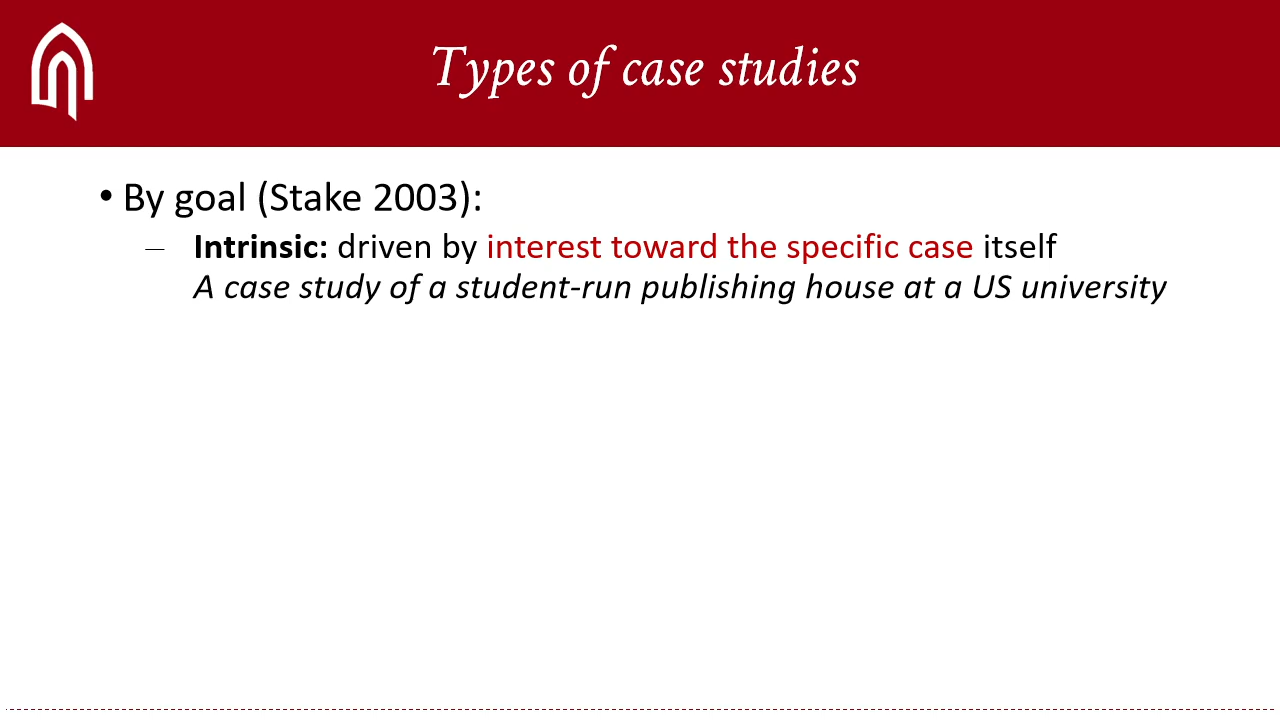 Types of case studies
• By goal (Stake 2003):
– Intrinsic: driven by interest toward the specific case itself
A case study of a student-run publishing house at a US university